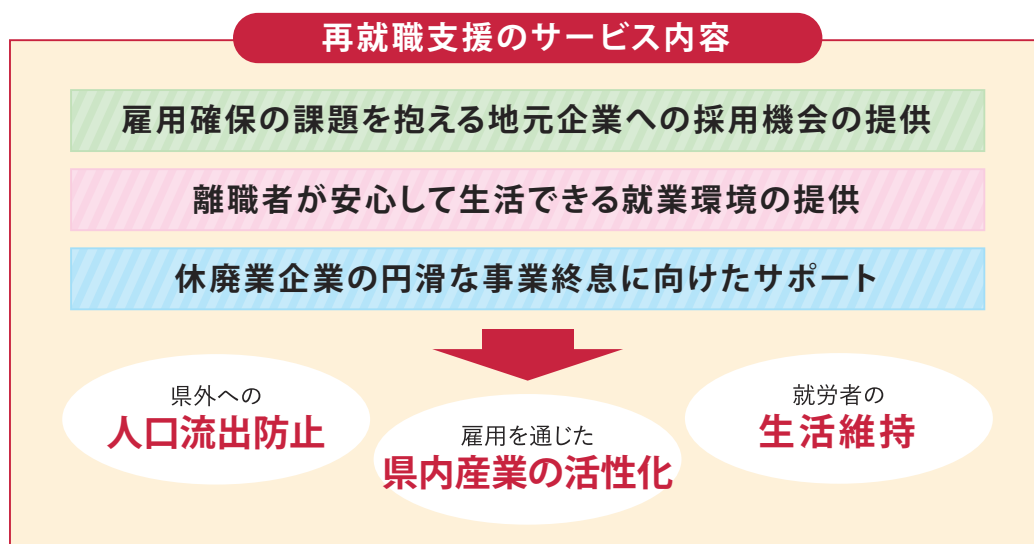 再就職支援のサービス内容
雇用確保の課題を抱える地元企業への採用機会の提供
離職者が安心して生活できる就業環境の提供
休廃業企業の円滑な事業終息に向けたサポート
県外への
人口流出防止
雇用を通じた
県内産業の活性化
就労者の
生活維持